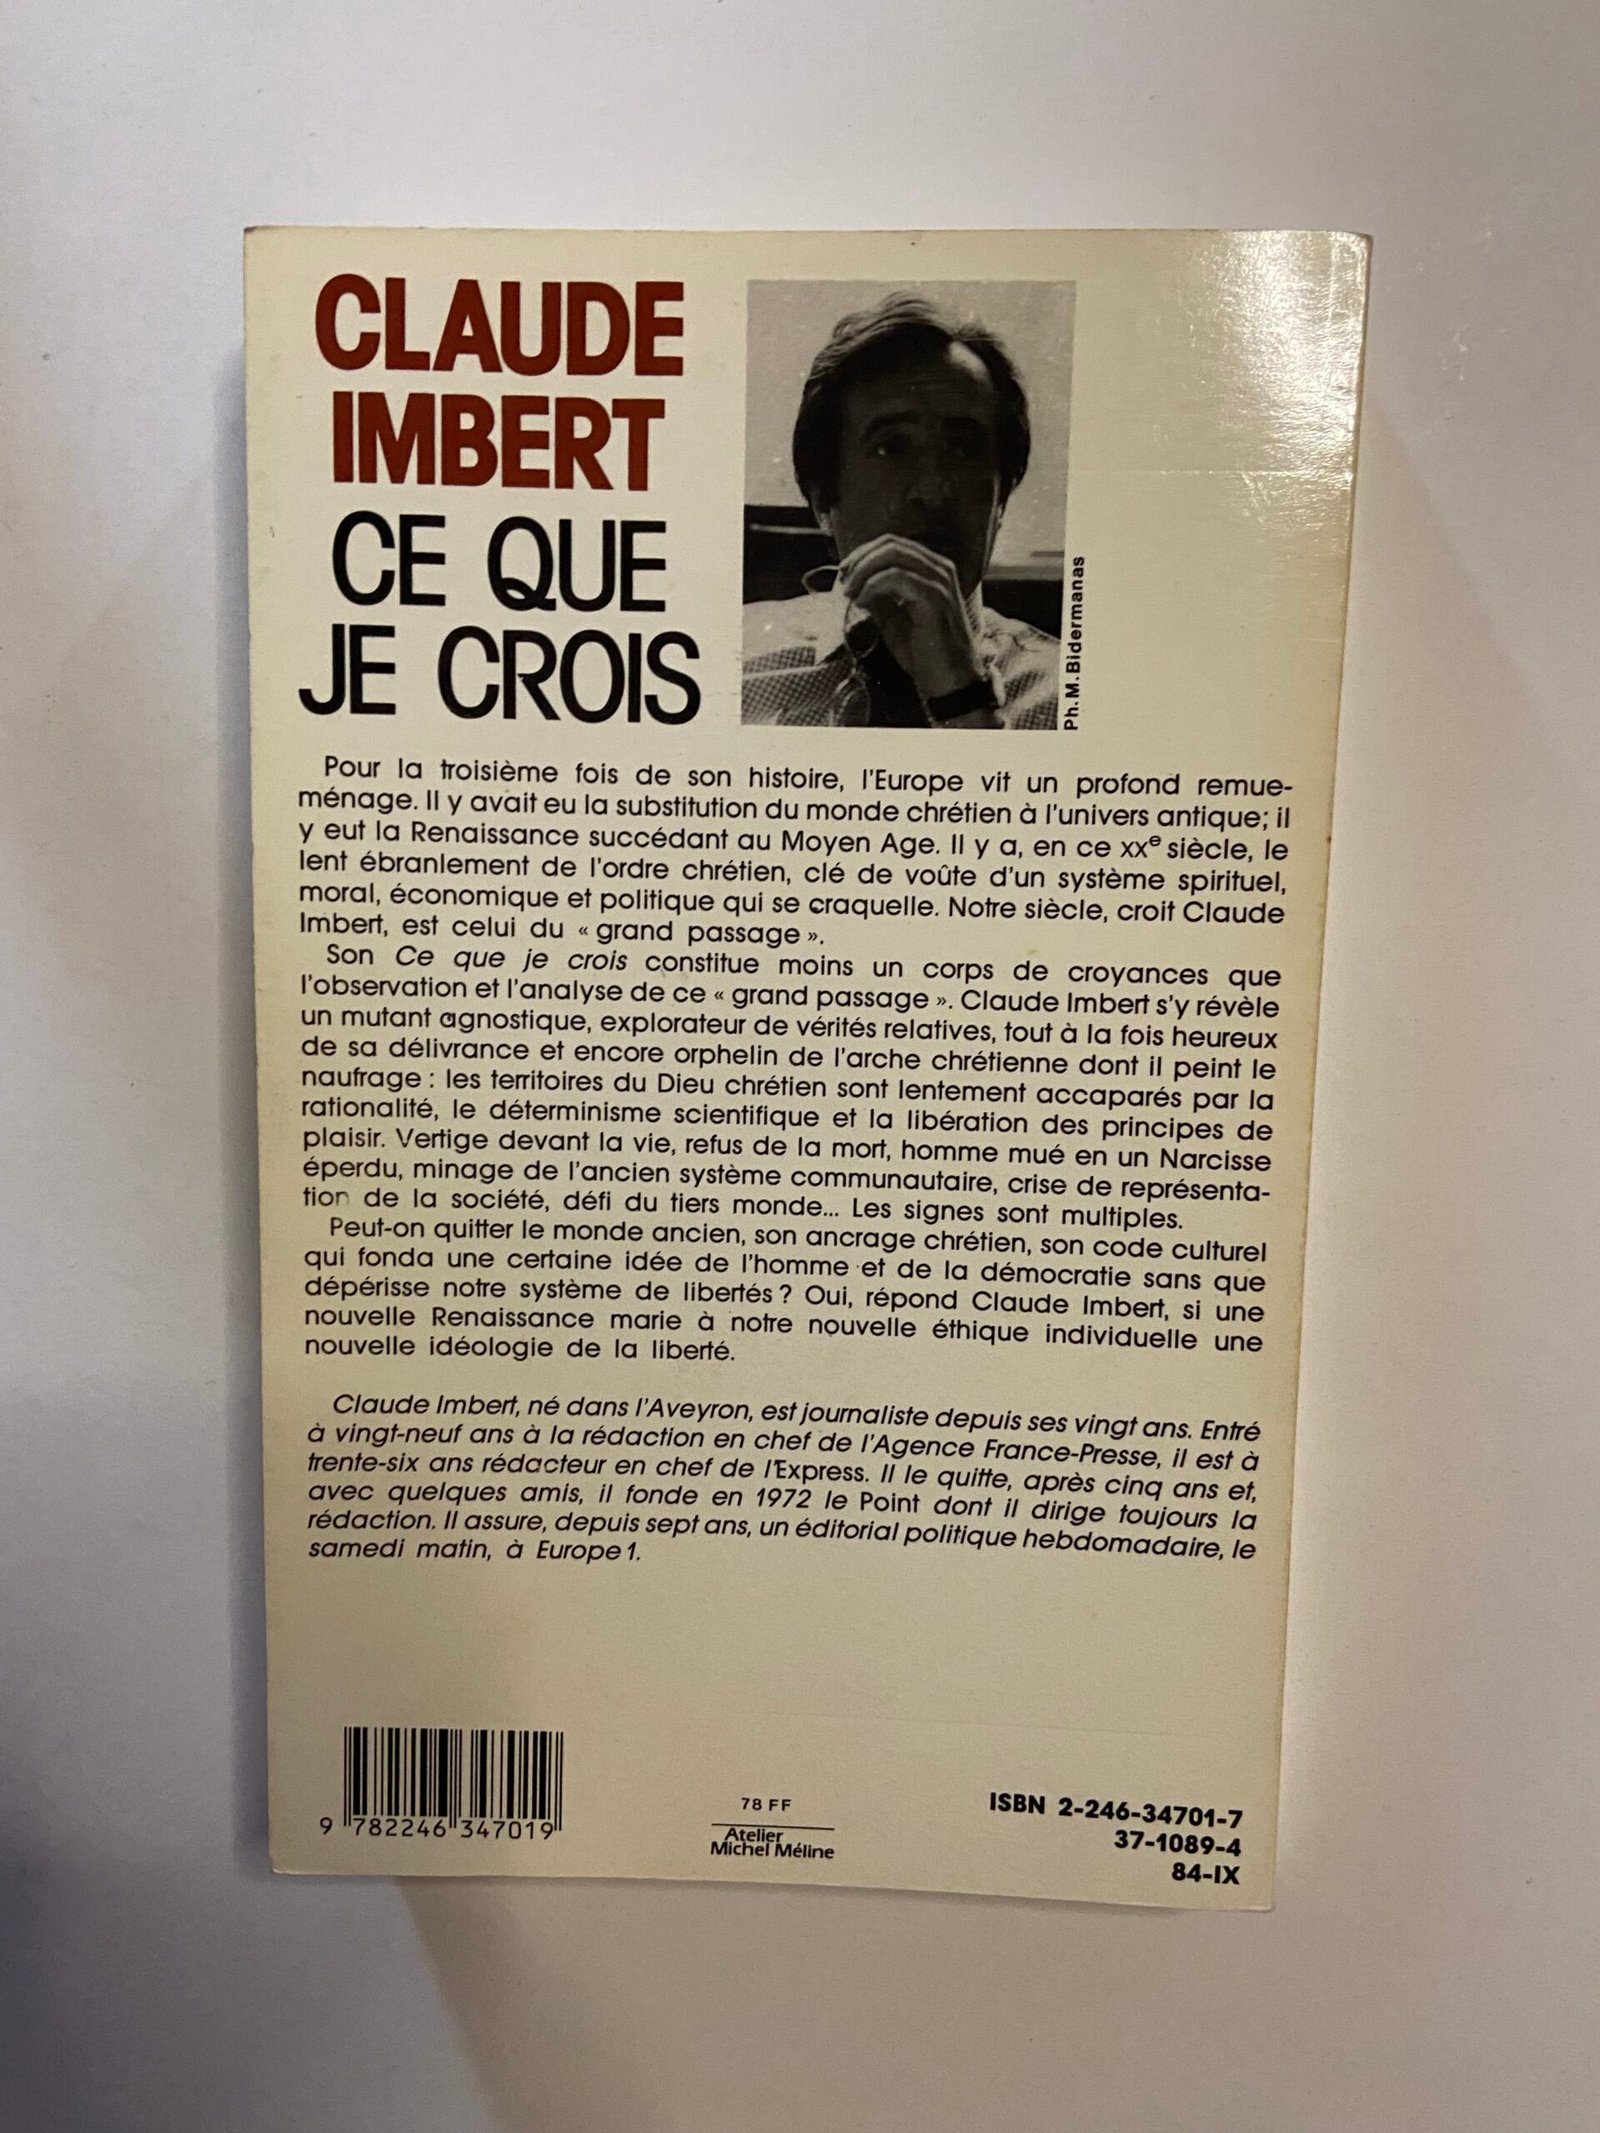 CLAUDE
IMBERT
CE QUE
JE CROIS
Ph. M. Bidermanas
Pour la troisième fois de son histoire, l'Europe vit un profond remue-
ménage. Il y avait eu la substitution du monde chrétien à l'univers antique; il
y eut la Renaissance succédant au Moyen Age. Il y a, en ce XXe siècle, le
lent ébranlement de l'ordre chrétien, clé de voûte d'un système spirituel,
moral, économique et politique qui se craquelle. Notre siècle, croit Claude
Imbert, est celui du « grand passage ».
Son Ce que je crois constitue moins un corps de croyances que
l'observation et l'analyse de ce « grand passage ». Claude Imbert s'y révèle
un mutant agnostique, explorateur de vérités relatives, tout à la fois heureux
de sa délivrance et encore orphelin de l'arche chrétienne dont il peint le
naufrage : les territoires du Dieu chrétien sont lentement accaparés par la
rationalité, le déterminisme scientifique et la libération des principes de
plaisir. Vertige devant la vie, refus de la mort, homme mué en un Narcisse
éperdu, minage de l'ancien système communautaire, crise de représenta-
tion de la société, défi du tiers monde... Les signes sont multiples.
Peut-on quitter le monde ancien, son ancrage chrétien, son code culturel
qui fonda une certaine idée de l'homme et de la démocratie sans que
dépérisse notre système de libertés ? Oui, répond Claude Imbert, si une
nouvelle Renaissance marie à notre nouvelle éthique individuelle une
nouvelle idéologie de la liberté.
Claude Imbert, né dans l'Aveyron, est journaliste depuis ses vingt ans. Entré
à vingt-neuf ans à la rédaction en chef de l'Agence France-Presse, il est à
trente-six ans rédacteur en chef de l'Express. Il le quitte, après cinq ans et,
avec quelques amis, il fonde en 1972 le Point dont il dirige toujours la
rédaction. Il assure, depuis sept ans, un éditorial politique hebdomadaire, le
samedi matin, à Europe 1.
9 782246 347019
78 FF
Atelier
Michel Méline
ISBN 2-246-34701-7
37-1089-4
84-IX